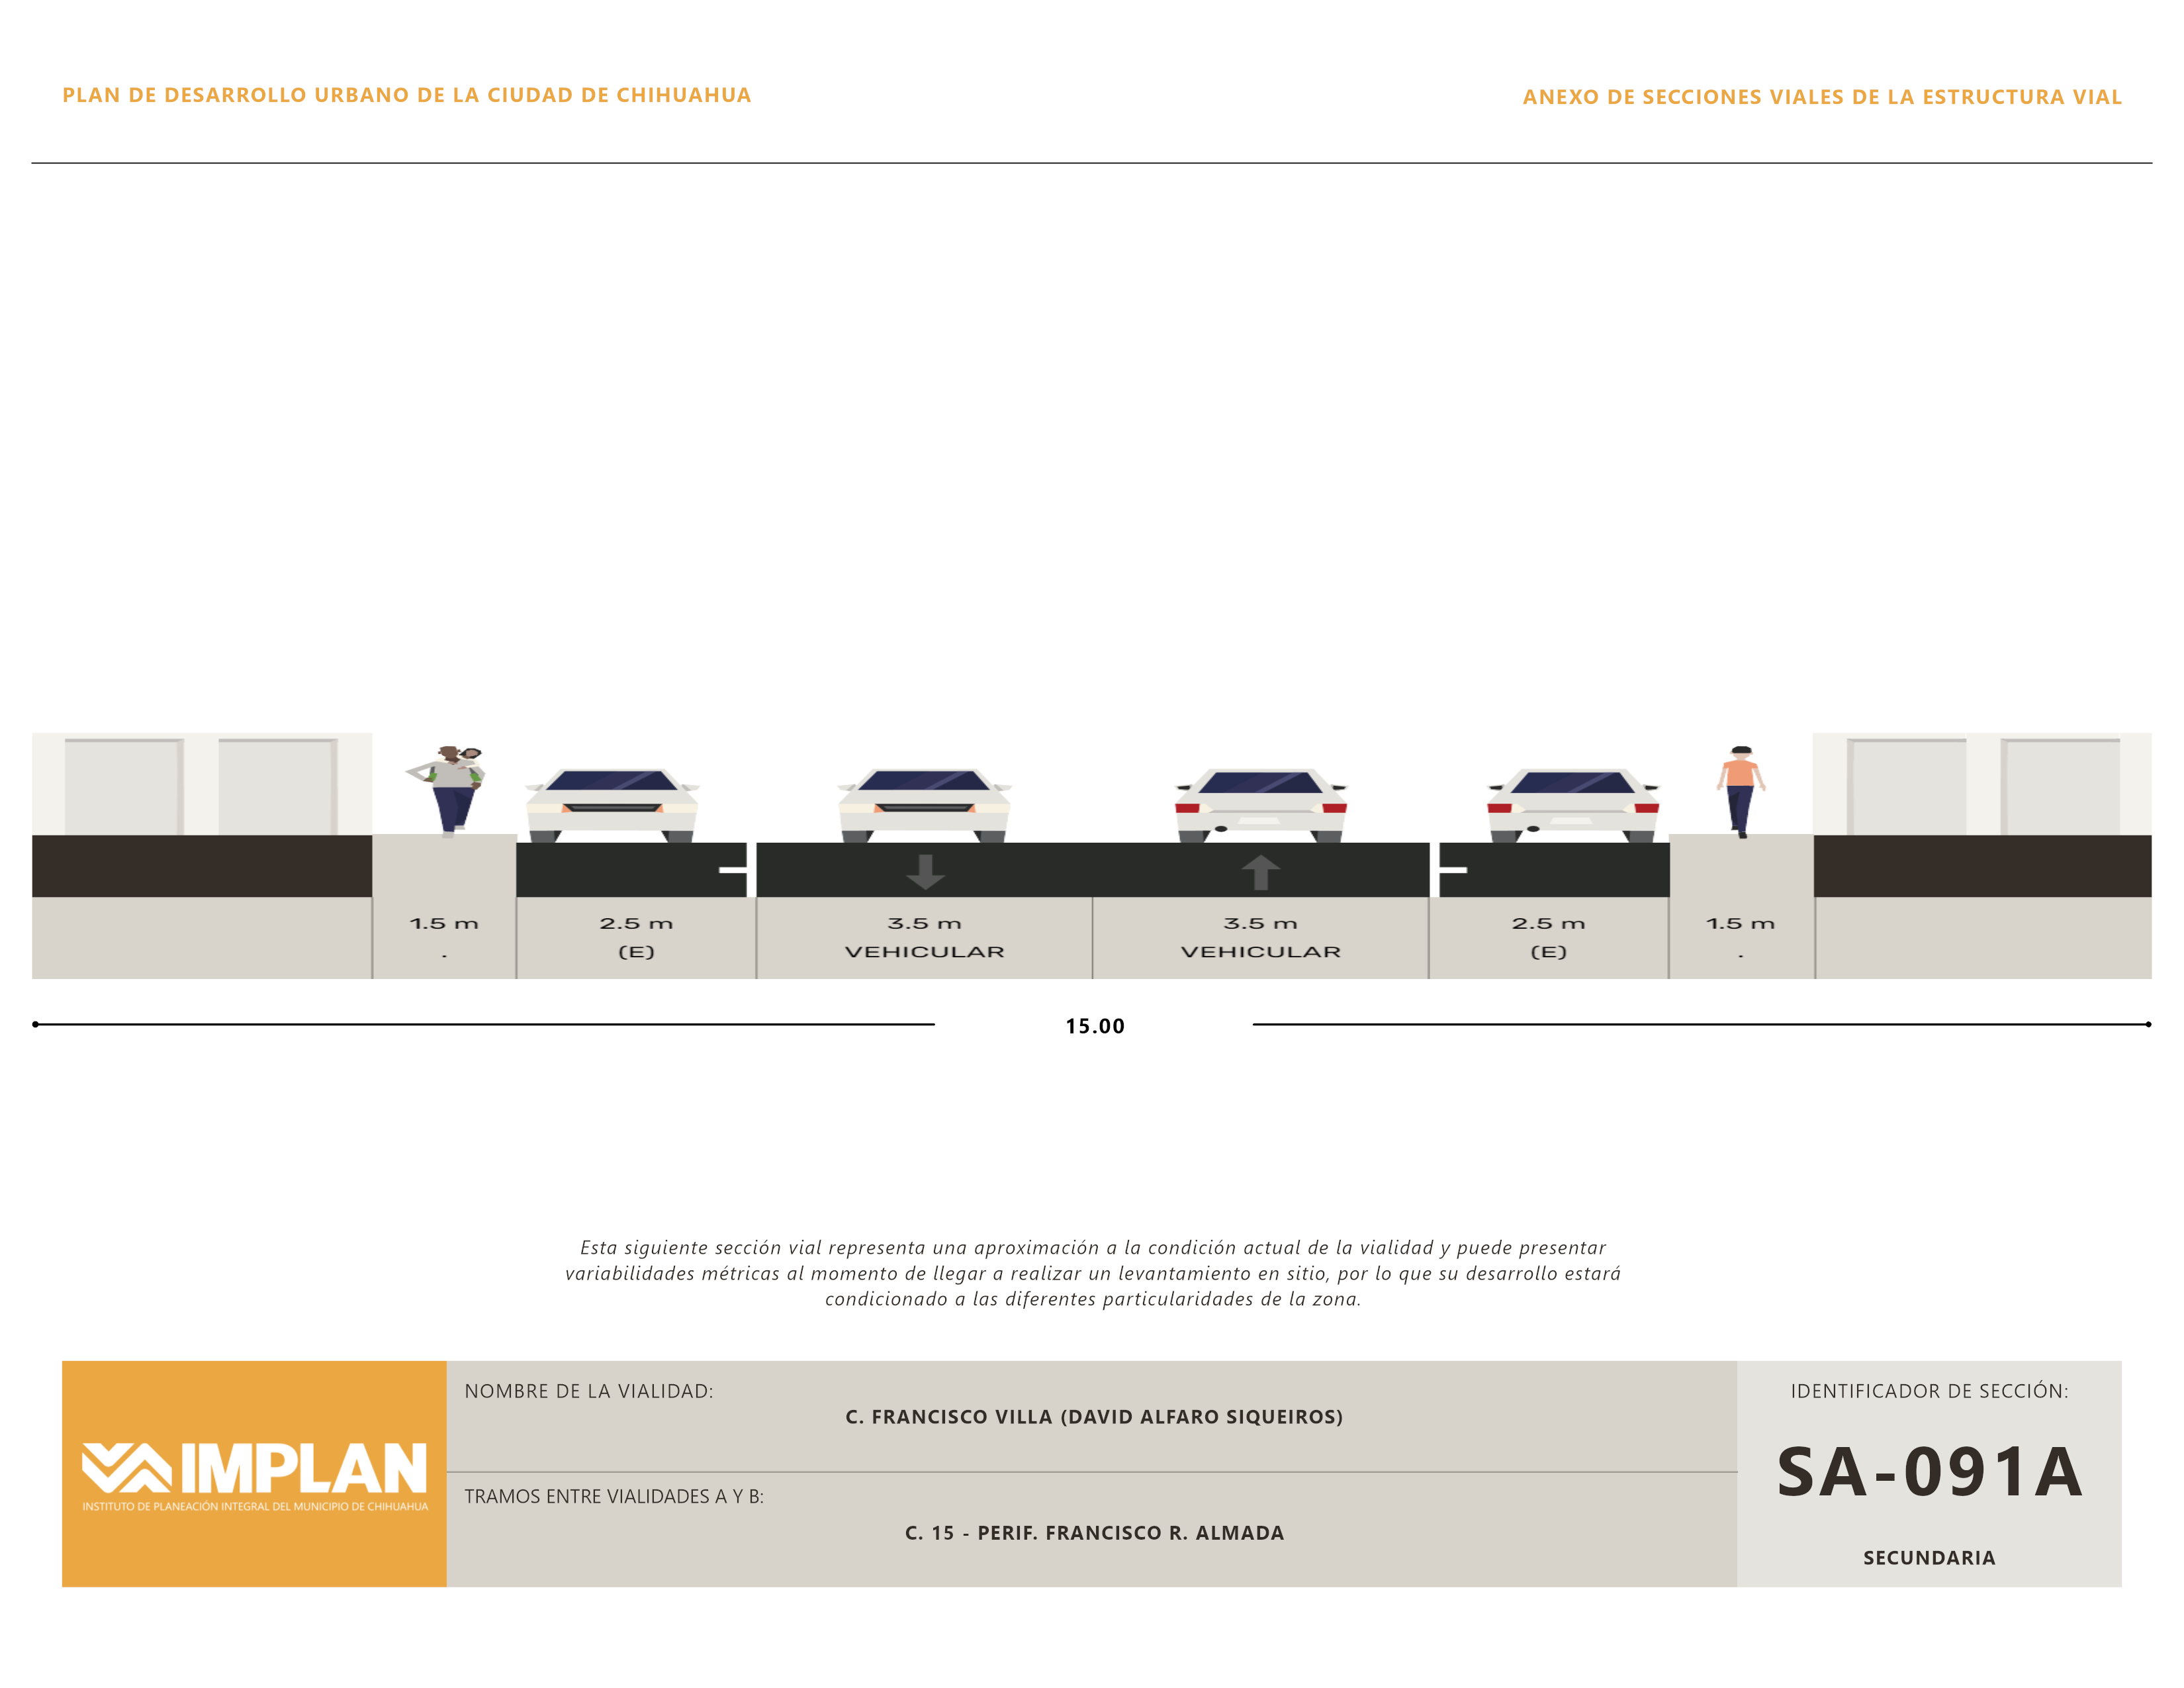 PLAN DE DESARROLLO URBANO DE LA CIUDAD DE CHIHUAHUA
ANEXO DE SECCIONES VIALES DE LA ESTRUCTURA VIAL
1.5 m
.
2.5 m
(E)
3.5 m
VEHICULAR
3.5 m
VEHICULAR
2.5 m
(E)
1.5 m
.
15.00
Esta siguiente sección vial representa una aproximación a la condición actual de la vialidad y puede presentar
variabilidades métricas al momento de llegar a realizar un levantamiento en sitio, por lo que su desarrollo estará
condicionado a las diferentes particularidades de la zona.
IMPLAN
INSTITUTO DE PLANEACIÓN INTEGRAL DEL MUNICIPIO DE CHIHUAHUA
NOMBRE DE LA VIALIDAD:
C. FRANCISCO VILLA (DAVID ALFARO SIQUEIROS)
TRAMOS ENTRE VIALIDADES A Y B:
C. 15 - PERIF. FRANCISCO R. ALMADA
IDENTIFICADOR DE SECCIÓN:
SA-091A
SECUNDARIA